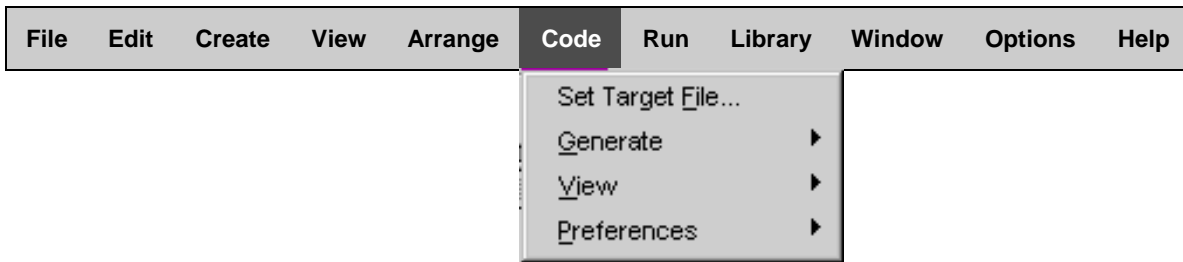 File Edit Create View Arrange Code Run Library Window Options Help
Set Target File...
Generate
View
Preferences